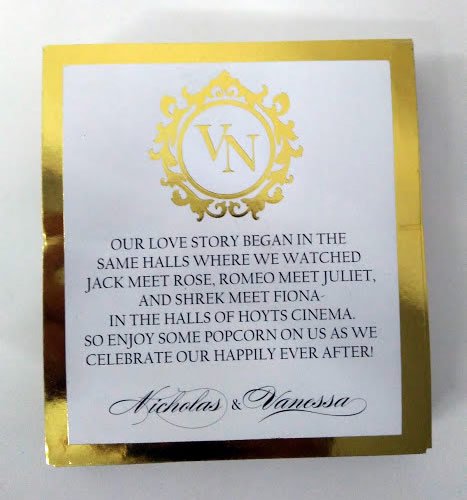 VN
OUR LOVE STORY BEGAN IN THE
SAME HALLS WHERE WE WATCHED
JACK MEET ROSE, ROMEO MEET JULIET,
AND SHREK MEET FIONA-
IN THE HALLS OF HOYTS CINEMA.
SO ENJOY SOME POPCORN ON US AS WE
CELEBRATE OUR HAPPILY EVER AFTER!
Nicholas & Vanessa